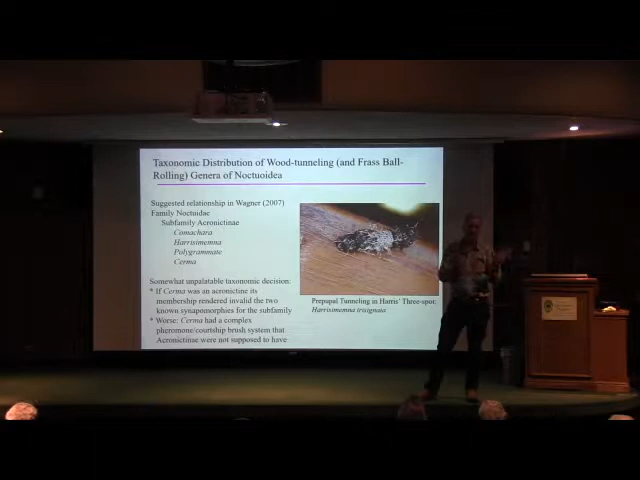 Taxonomic Distribution of Wood-tunneling (and Frass Ball-
Rolling) Genera of Noctuoidea
Suggested relationship in Wagner (2007)
Family Noctuidae
Subfamily Acronictinae
Comachara
Harrisimemna
Polygrammate
Cerma
Somewhat unpalatable taxonomic decision:
* If Cerma was an acronictine its
membership rendered invalid the two
known synapomorphies for the subfamily
* Worse: Cerma had a complex
pheromone/courtship brush system that
Acronictinae were not supposed to have
Prepupal Tunneling in Harris' Three-spot:
Harrisimemna trisignata